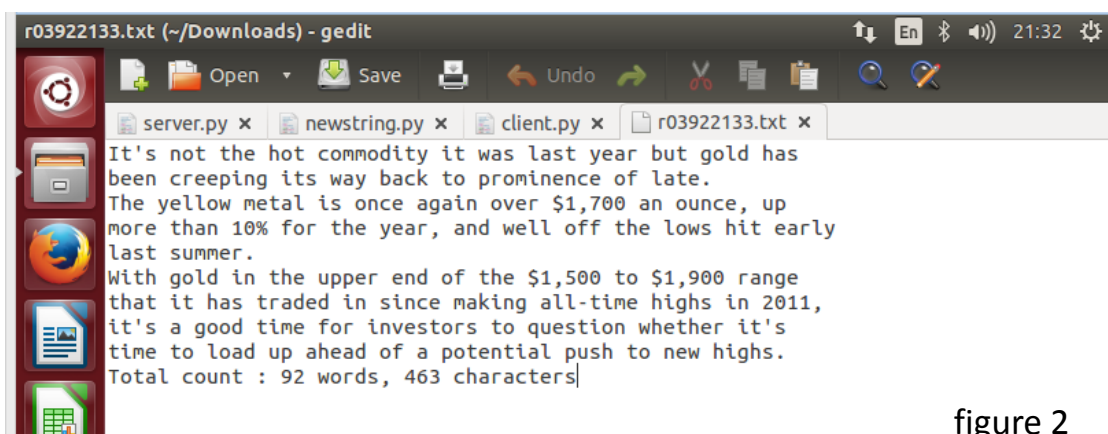 r03922133.txt (~/Downloads) - gedit En 21:32
Open Save Undo
server.py × newstring.py × client.py × r03922133.txt ×
It's not the hot commodity it was last year but gold has
been creeping its way back to prominence of late.
The yellow metal is once again over $1,700 an ounce, up
more than 10% for the year, and well off the lows hit early
last summer.
With gold in the upper end of the $1,500 to $1,900 range
that it has traded in since making all-time highs in 2011,
it's a good time for investors to question whether it's
time to load up ahead of a potential push to new highs.
Total count : 92 words, 463 characters
figure 2